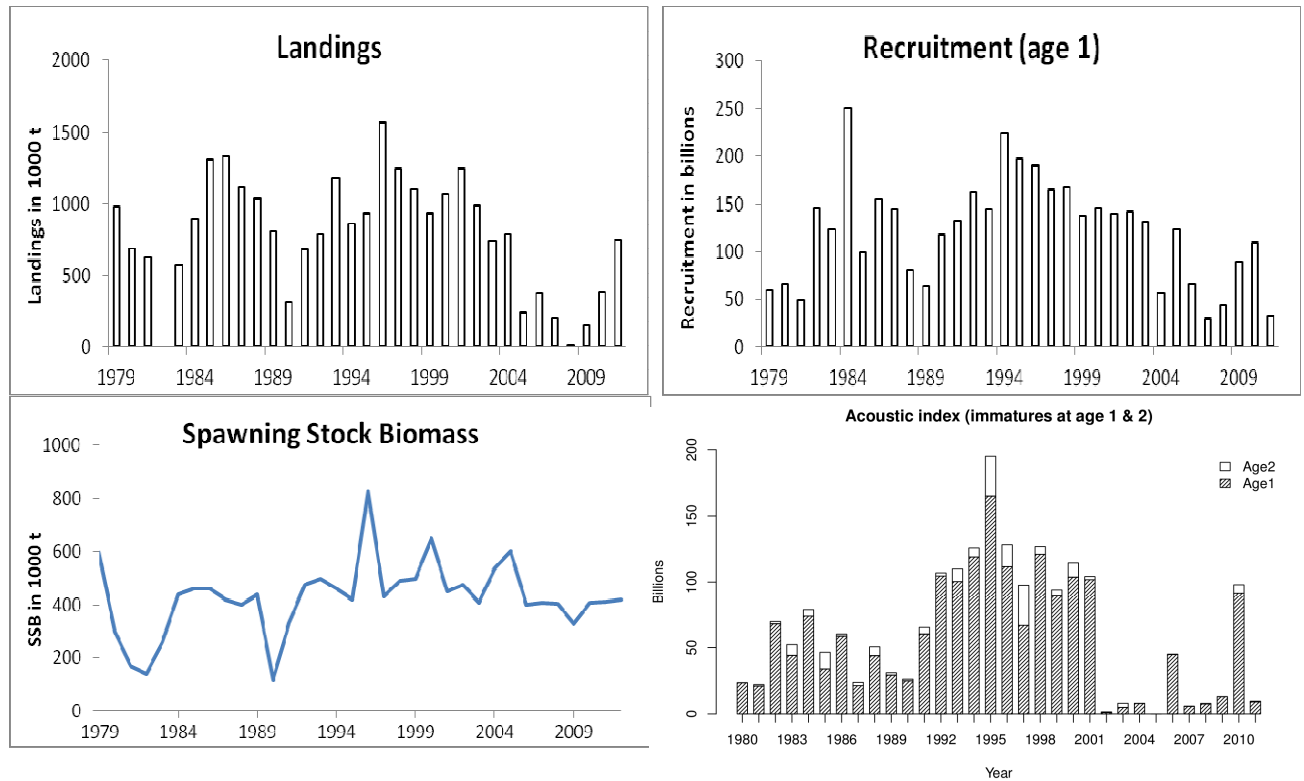 Landings
Landings in 1000 t
2000
1500
1000
500
0
1979 1984 1989 1994 1999 2004 2009
Recruitment (age 1)
Recruitment in billions
300
250
200
150
100
50
0
1979 1984 1989 1994 1999 2004 2009
Spawning Stock Biomass
SSB in 1000 t
1000
800
600
400
200
0
1979 1984 1989 1994 1999 2004 2009
Acoustic index (immatures at age 1 & 2)
Billions
200
150
100
50
0
Age2
Age1
1980 1983 1986 1989 1992 1995 1998 2001 2004 2007 2010
Year